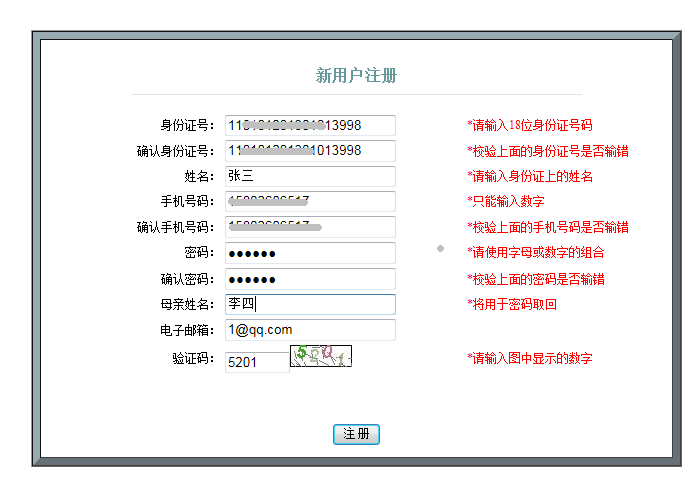 新用户注册
身份证号: *请输入18位身份证号码
确认身份证号: *校验上面的身份证号是否输错
姓名: 张三 *请输入身份证上的姓名
手机号码: *只能输入数字
确认手机号码: *校验上面的手机号码是否输错
密码: ●●●●●● *请使用字母或数字的组合
确认密码: ●●●●●● *校验上面的密码是否输错
母亲姓名: 李四 *将用于密码取回
电子邮箱: 1@qq.com
验证码: 5201 *请输入图中显示的数字
注册